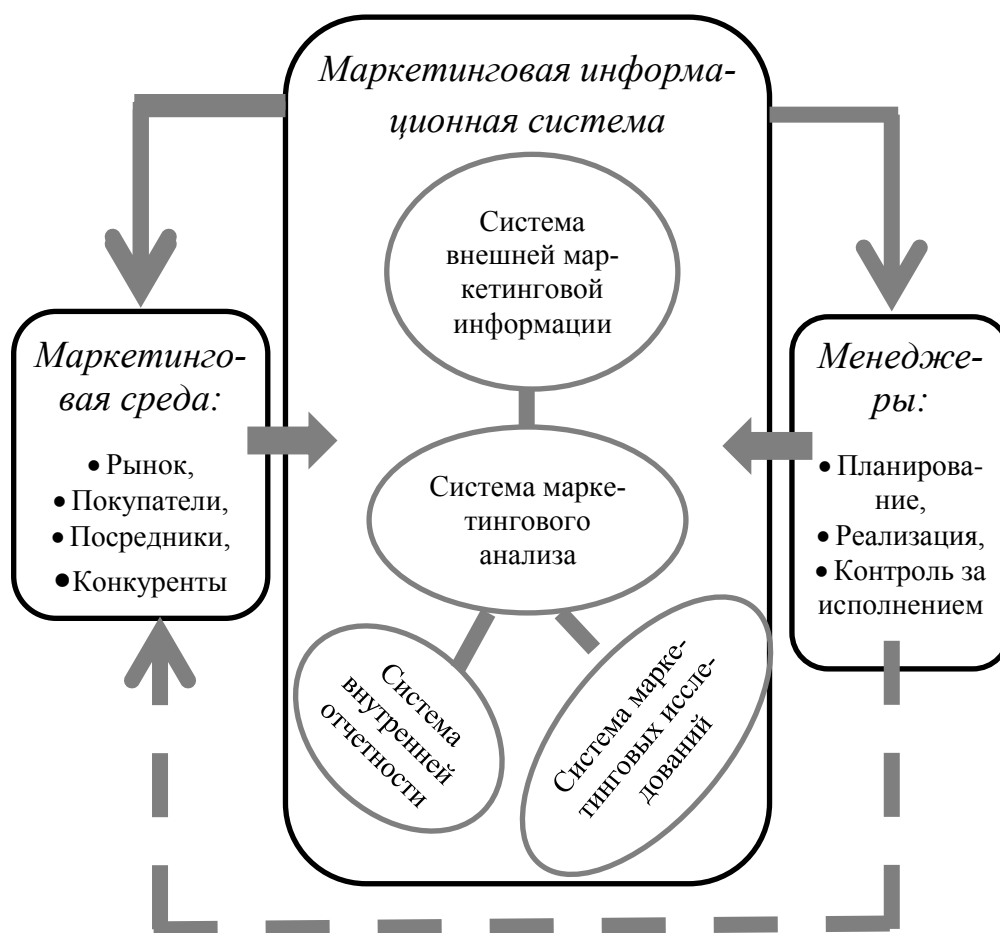 Маркетинговая информа-
ционная система
Система
внешней мар-
кетинговой
информации
Маркетинго-
вая среда:
• Рынок,
• Покупатели,
• Посредники,
• Конкуренты
Система марке-
тингового
анализа
Менедже-
ры:
• Планирова-
ние,
• Реализация,
• Контроль за
исполнением
Система
внутренней
отчетности
Система марке-
тинговых иссле-
дований